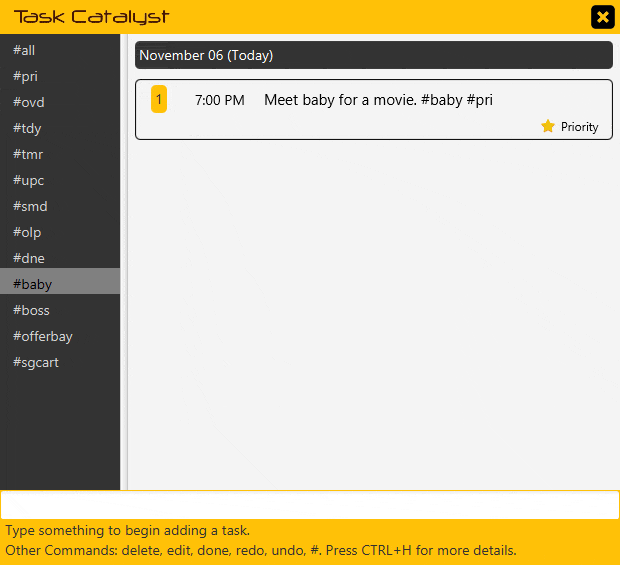 Task Catalyst
#all
#pri
#ovd
#tdy
#tmr
#upc
#smd
#olp
#dne
#baby
#boss
#offerbay
#sgcart
November 06 (Today)
1 7:00 PM Meet baby for a movie. #baby #pri
Priority
Type something to begin adding a task.
Other Commands: delete, edit, done, redo, undo, #. Press CTRL+H for more details.